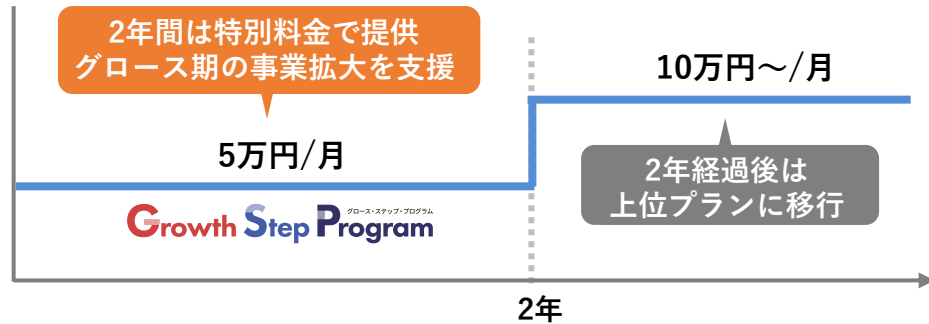 2年間は特別料金で提供
グロース期の事業拡大を支援
10万円〜/月
5万円/月
2年経過後は
上位プランに移行
グロース・ステップ・プログラム
Growth Step Program
2年